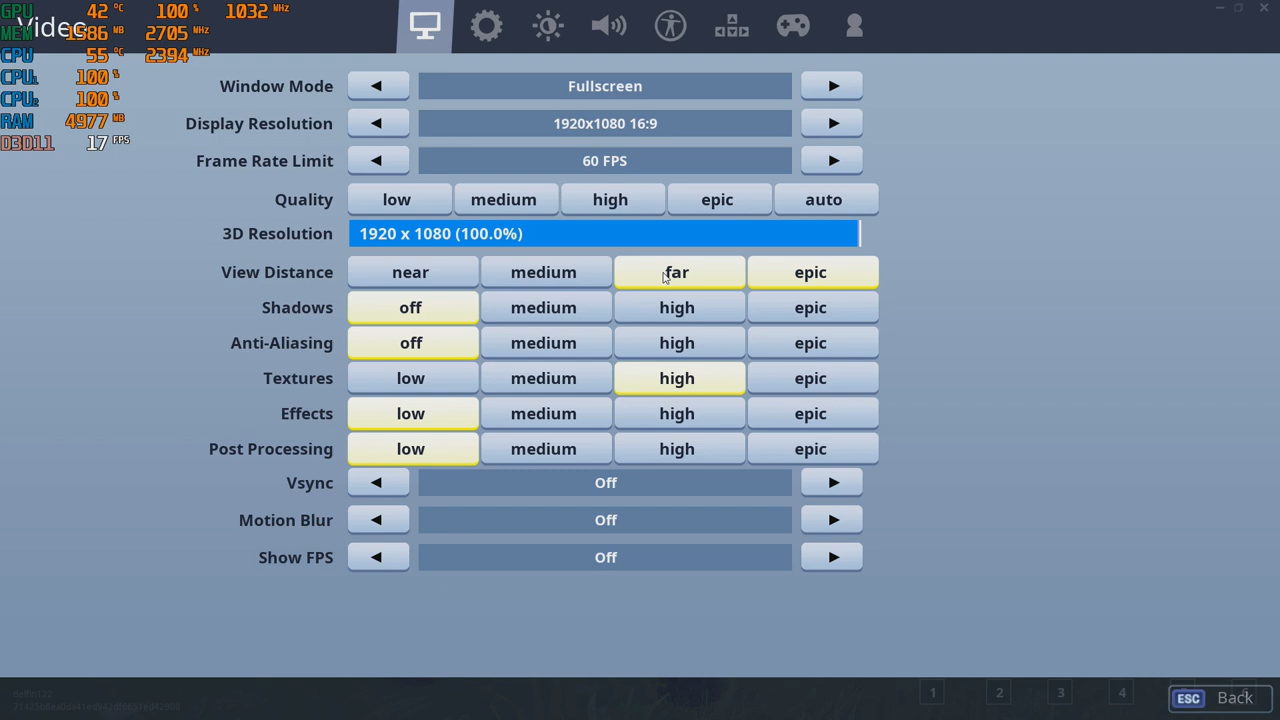 Video
GPU 42 °C 100 % 1032 MHz
MEM 1586 MB 2705 MHz
CPU 55 °C 2394 MHz
CPU1 100 %
CPU2 100 %
RAM 4977 MB
D3D11 17 FPS
Window Mode Fullscreen
Display Resolution 1920x1080 16:9
Frame Rate Limit 60 FPS
Quality low medium high epic auto
3D Resolution 1920 x 1080 (100.0%)
View Distance near medium far epic
Shadows off medium high epic
Anti-Aliasing off medium high epic
Textures low medium high epic
Effects low medium high epic
Post Processing low medium high epic
Vsync Off
Motion Blur Off
Show FPS Off
1 2 3 4
ESC Back